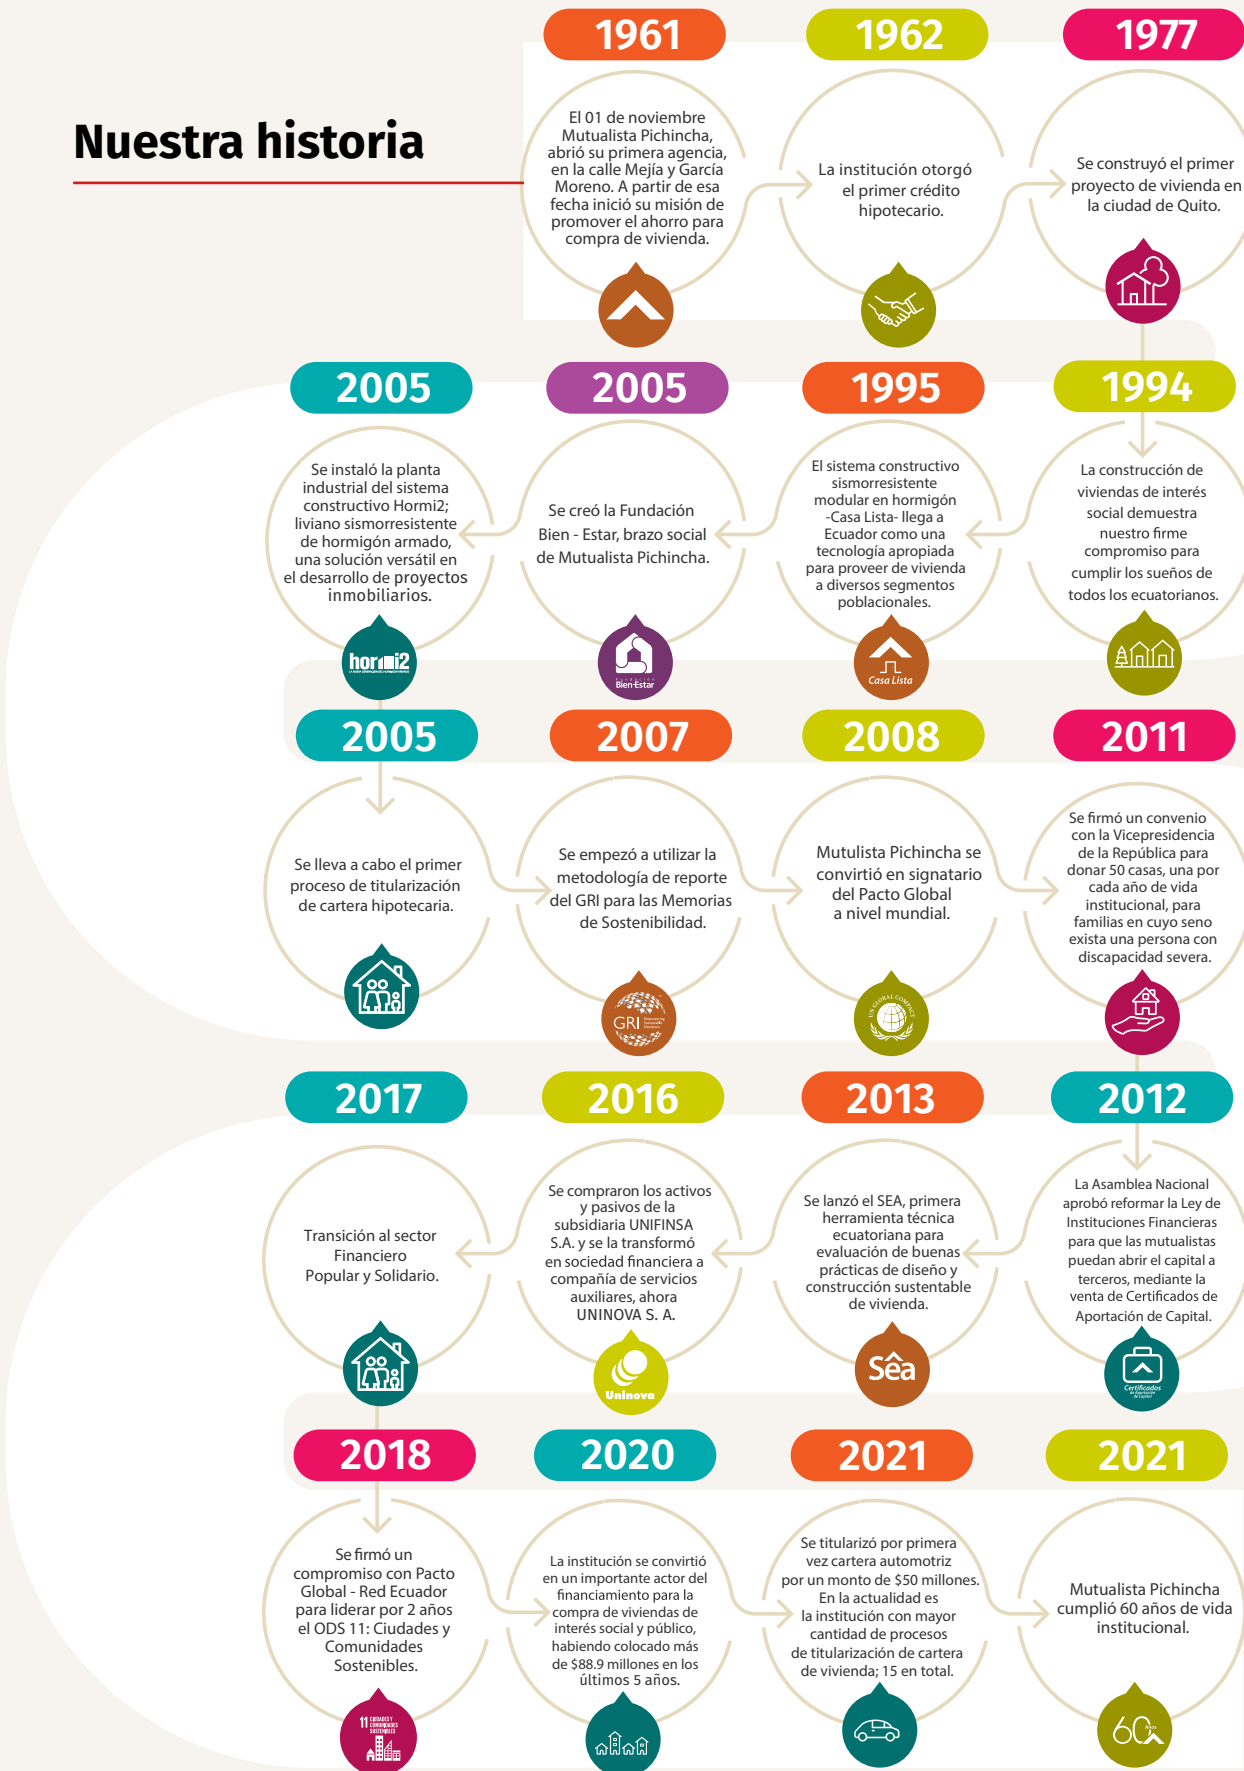 Nuestra historia
1961
El 01 de noviembre
Mutualista Pichincha,
abrió su primera agencia,
en la calle Mejía y García
Moreno. A partir de esa
fecha inició su misión de
promover el ahorro para
compra de vivienda.
1962
La institución otorgó
el primer crédito
hipotecario.
1977
Se construyó el primer
proyecto de vivienda en
la ciudad de Quito.
1994
La construcción de
viviendas de interés
social demuestra
nuestro firme
compromiso para
cumplir los sueños de
todos los ecuatorianos.
1995
El sistema constructivo
sismorresistente
modular en hormigón
-Casa Lista- llega a
Ecuador como una
tecnología apropiada
para proveer de vivienda
a diversos segmentos
poblacionales.
Casa Lista
2005
Se creó la Fundación
Bien - Estar, brazo social
de Mutualista Pichincha.
Fundación
Bien-Estar
2005
Se instaló la planta
industrial del sistema
constructivo Hormi2;
liviano sismorresistente
de hormigón armado,
una solución versátil en
el desarrollo de proyectos
inmobiliarios.
hormi2
2005
Se lleva a cabo el primer
proceso de titularización
de cartera hipotecaria.
2007
Se empezó a utilizar la
metodología de reporte
del GRI para las Memorias
de Sostenibilidad.
GRI
2008
Mutulista Pichincha se
convirtió en signatario
del Pacto Global
a nivel mundial.
UN GLOBAL COMPACT
2011
Se firmó un convenio
con la Vicepresidencia
de la República para
donar 50 casas, una por
cada año de vida
institucional, para
familias en cuyo seno
exista una persona con
discapacidad severa.
2012
La Asamblea Nacional
aprobó reformar la Ley de
Instituciones Financieras
para que las mutualistas
puedan abrir el capital a
terceros, mediante la
venta de Certificados de
Aportación de Capital.
Certificados
de Aportación
de Capital
2013
Se lanzó el SEA, primera
herramienta técnica
ecuatoriana para
evaluación de buenas
prácticas de diseño y
construcción sustentable
de vivienda.
Sêa
2016
Se compraron los activos
y pasivos de la
subsidiaria UNIFINSA
S.A. y se la transformó
en sociedad financiera a
compañía de servicios
auxiliares, ahora
UNINOVA S. A.
Uninova
2017
Transición al sector
Financiero
Popular y Solidario.
2018
Se firmó un
compromiso con Pacto
Global - Red Ecuador
para liderar por 2 años
el ODS 11: Ciudades y
Comunidades
Sostenibles.
11 CIUDADES Y
COMUNIDADES
SOSTENIBLES
2020
La institución se convirtió
en un importante actor del
financiamiento para la
compra de viviendas de
interés social y público,
habiendo colocado más
de $88.9 millones en los
últimos 5 años.
2021
Se titularizó por primera
vez cartera automotriz
por un monto de $50 millones.
En la actualidad es
la institución con mayor
cantidad de procesos
de titularización de cartera
de vivienda; 15 en total.
2021
Mutualista Pichincha
cumplió 60 años de vida
institucional.
60 Años